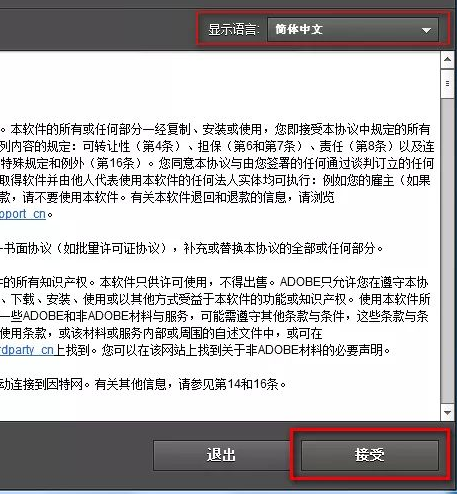 显示语言: 简体中文
。本软件的所有或任何部分一经复制、安装或使用，您即接受本协议中规定的所有
列内容的规定：可转让性（第4条）、担保（第6和第7条）、责任（第8条）以及连
特殊规定和例外（第16条）。您同意本协议与由您签署的任何通过谈判订立的任何
取得软件并由他人代表使用本软件的任何法人实体均可执行：例如您的雇主（如果
款，请不要使用本软件。有关本软件退回和退款的信息，请浏览
pport_cn。
书面协议（如批量许可证协议），补充或替换本协议的全部或任何部分。
的所有知识产权。本软件只供许可使用，不得出售。ADOBE只允许您在遵守本协
、下载、安装、使用或以其他方式受益于本软件的功能或知识产权。使用本软件所
一些ADOBE和非ADOBE材料与服务，可能需遵守其他条款与条件，这些条款与条
使用条款，或该材料或服务内部或周围的自述文件中，或可在
rdparty_cn上找到。您可以在该网站上找到关于非ADOBE材料的必要声明。
动连接到因特网。有关其他信息，请参见第14和16条。
退出 接受